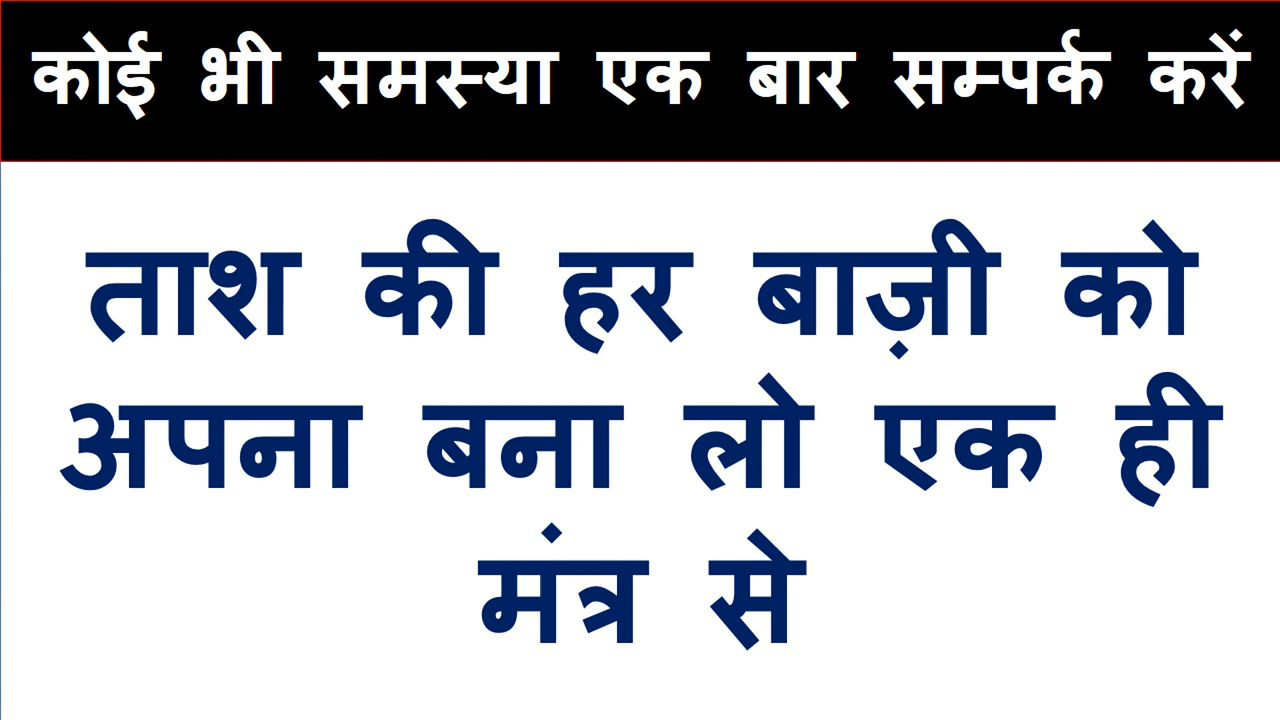 कोई भी समस्या एक बार सम्पर्क करें
ताश की हर बाज़ी को
अपना बना लो एक ही
मंत्र से